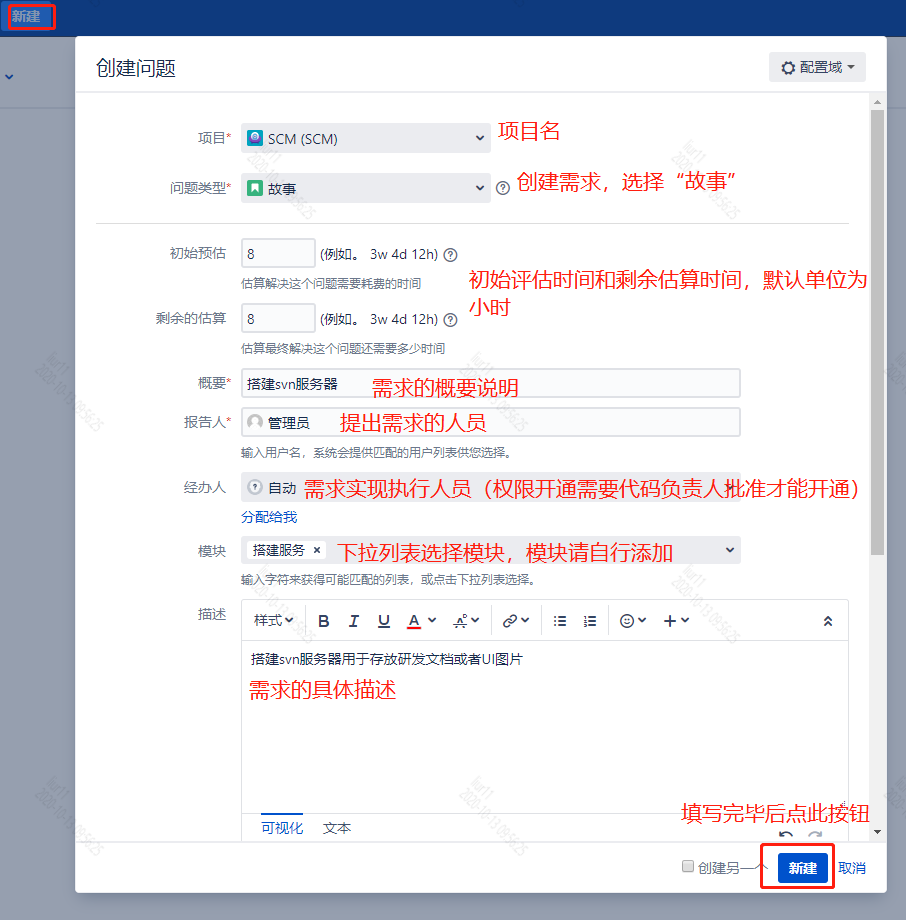 新建
创建问题
配置域
项目*
SCM (SCM)
项目名
问题类型*
故事
创建需求，选择“故事”
初始预估
8
(例如。 3w 4d 12h)
估算解决这个问题需要耗费的时间
初始评估时间和剩余估算时间，默认单位为
小时
剩余的估算
8
(例如。 3w 4d 12h)
估算最终解决这个问题还需要多少时间
概要*
搭建svn服务器
需求的概要说明
报告人*
管理员
提出需求的人员
输入用户名，系统会提供匹配的用户列表供您选择。
经办人
自动
需求实现执行人员（权限开通需要代码负责人批准才能开通）
分配给我
模块
搭建服务 ×
下拉列表选择模块，模块请自行添加
输入字符来获得可能匹配的列表，或点击下拉列表选择。
描述
样式 B I U A
搭建svn服务器用于存放研发文档或者UI图片
需求的具体描述
填写完毕后点此按钮
可视化 文本
创建另一个
新建
取消